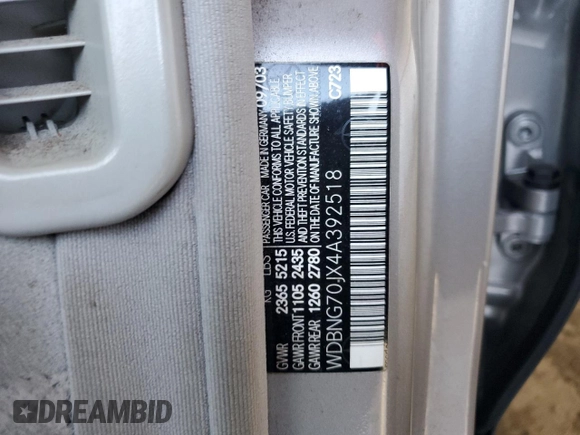 KG LBS PASSENGER CAR MADE IN GERMANY 09/03
GVWR 2365 5215 THIS VEHICLE CONFORMS TO ALL APPLICABLE
U.S. FEDERAL MOTOR VEHICLE SAFETY, BUMPER,
GAWR FRONT 1105 2435 AND THEFT PREVENTION STANDARDS IN EFFECT
GAWR REAR 1260 2780 ON THE DATE OF MANUFACTURE SHOWN ABOVE.
WDBNG70JX4A392518 C723
DREAMBID